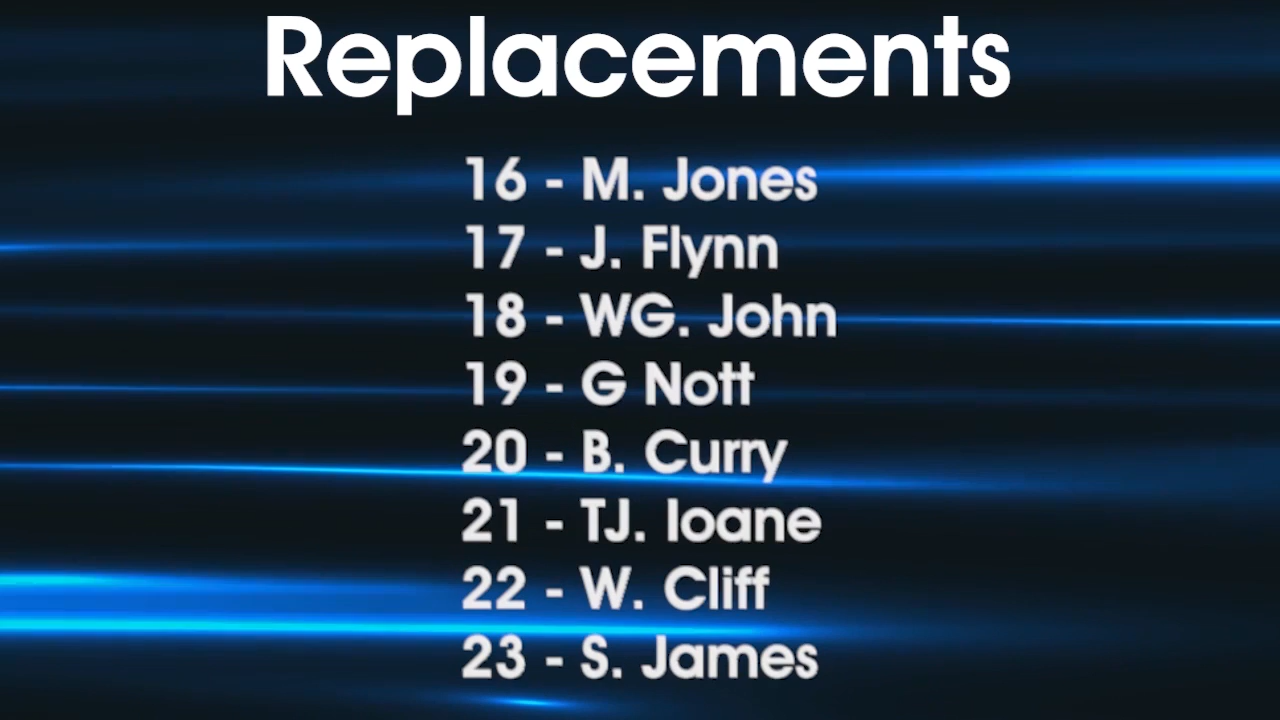 Replacements
16 - M. Jones
17 - J. Flynn
18 - WG. John
19 - G Nott
20 - B. Curry
21 - TJ. Ioane
22 - W. Cliff
23 - S. James